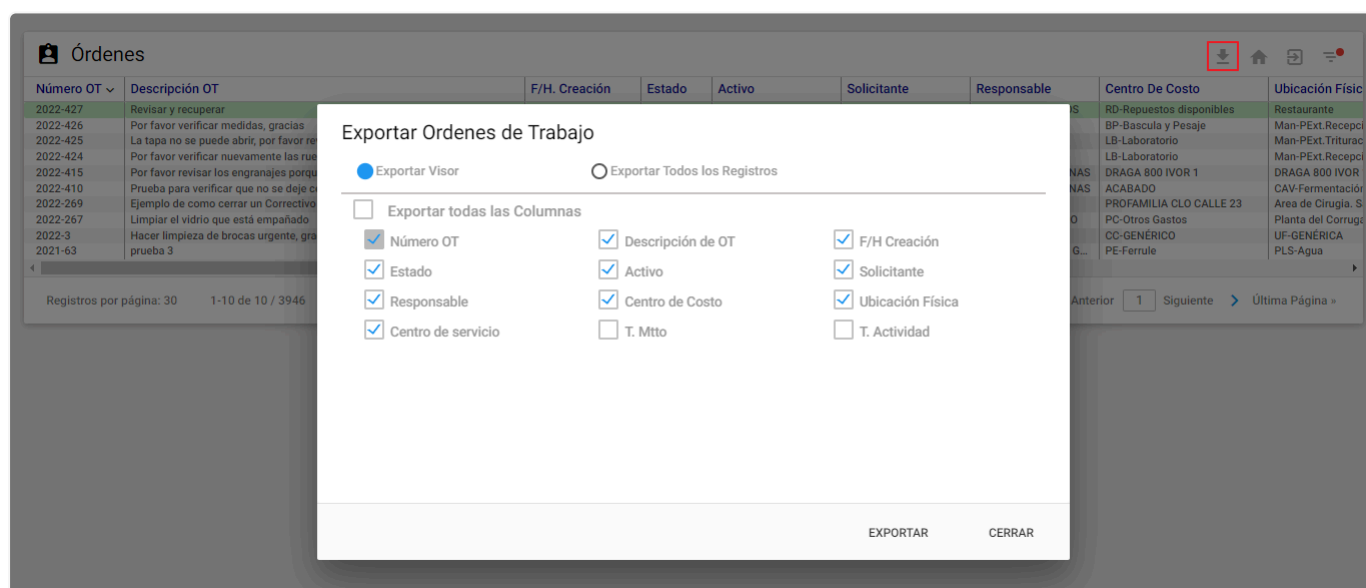 Órdenes
Número OT Descripción OT F/H. Creación Estado Activo Solicitante Responsable Centro De Costo Ubicación Físic
2022-427 Revisar y recuperar OS RD-Repuestos disponibles Restaurante
2022-426 Por favor verificar medidas, gracias BP-Bascula y Pesaje Man-PExt.Recepci
2022-425 La tapa no se puede abrir, por favor re LB-Laboratorio Man-PExt.Triturac
2022-424 Por favor verificar nuevamente las rue LB-Laboratorio Man-PExt.Recepci
2022-415 Por favor revisar los engranajes porqu NAS DRAGA 800 IVOR 1 DRAGA 800 IVOR
2022-410 Prueba para verificar que no se deje c NAS ACABADO CAV-Fermentación
2022-269 Ejemplo de como cerrar un Correctivo PROFAMILIA CLO CALLE 23 Area de Cirugia. S
2022-267 Limpiar el vidrio que está empañado O PC-Otros Gastos Planta del Corruga
2022-3 Hacer limpieza de brocas urgente, gra CC-GENÉRICO UF-GENÉRICA
2021-63 prueba 3 G... PE-Ferrule PLS-Agua
Registros por página: 30 1-10 de 10 / 3946 Anterior 1 Siguiente Última Página »
Exportar Ordenes de Trabajo
Exportar Visor Exportar Todos los Registros
Exportar todas las Columnas
Número OT Descripción de OT F/H Creación
Estado Activo Solicitante
Responsable Centro de Costo Ubicación Física
Centro de servicio T. Mtto T. Actividad
EXPORTAR CERRAR